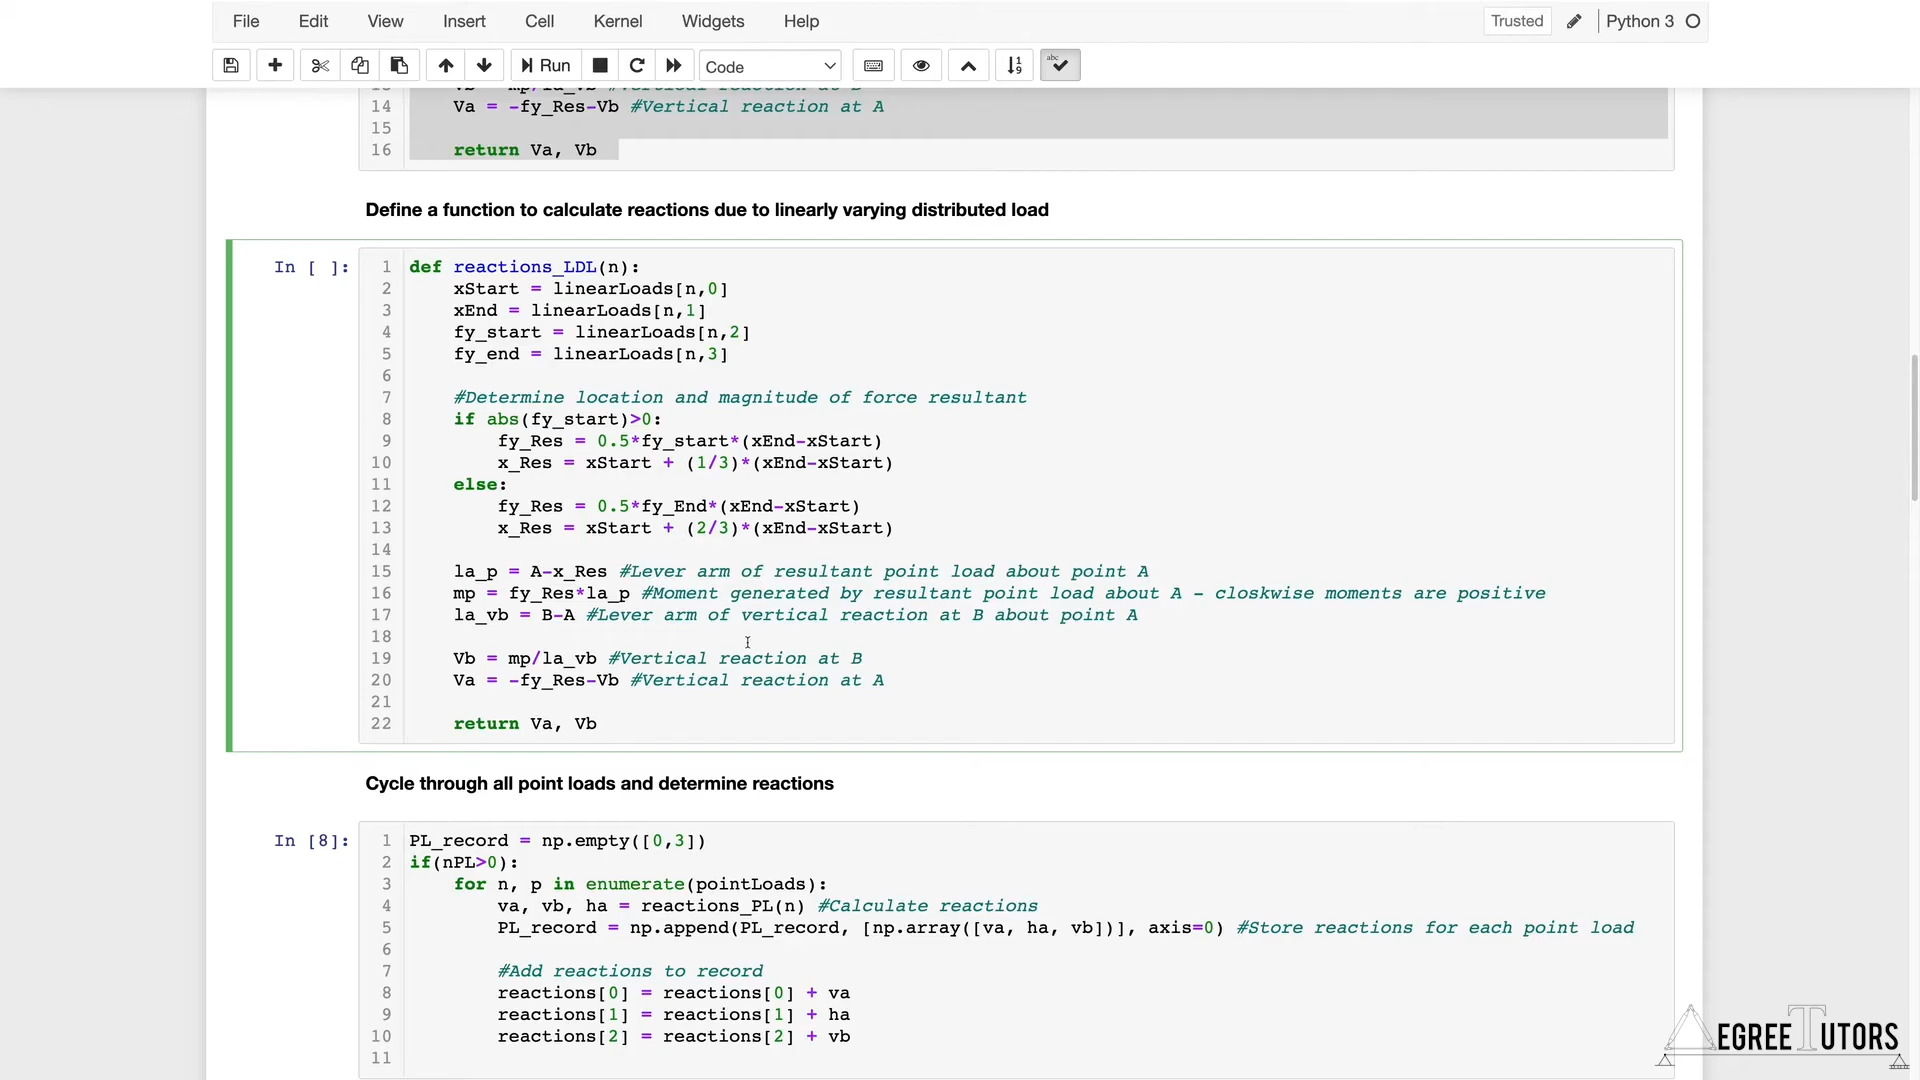 File Edit View Insert Cell Kernel Widgets Help Trusted Python 3
Run Code
14 Va = -fy_Res-Vb #Vertical reaction at A
15
16 return Va, Vb
Define a function to calculate reactions due to linearly varying distributed load
In [ ]: 1 def reactions_LDL(n):
2 xStart = linearLoads[n,0]
3 xEnd = linearLoads[n,1]
4 fy_start = linearLoads[n,2]
5 fy_end = linearLoads[n,3]
6
7 #Determine location and magnitude of force resultant
8 if abs(fy_start)>0:
9 fy_Res = 0.5*fy_start*(xEnd-xStart)
10 x_Res = xStart + (1/3)*(xEnd-xStart)
11 else:
12 fy_Res = 0.5*fy_End*(xEnd-xStart)
13 x_Res = xStart + (2/3)*(xEnd-xStart)
14
15 la_p = A-x_Res #Lever arm of resultant point load about point A
16 mp = fy_Res*la_p #Moment generated by resultant point load about A - closkwise moments are positive
17 la_vb = B-A #Lever arm of vertical reaction at B about point A
18
19 Vb = mp/la_vb #Vertical reaction at B
20 Va = -fy_Res-Vb #Vertical reaction at A
21
22 return Va, Vb
Cycle through all point loads and determine reactions
In [8]: 1 PL_record = np.empty([0,3])
2 if(nPL>0):
3 for n, p in enumerate(pointLoads):
4 va, vb, ha = reactions_PL(n) #Calculate reactions
5 PL_record = np.append(PL_record, [np.array([va, ha, vb])], axis=0) #Store reactions for each point load
6
7 #Add reactions to record
8 reactions[0] = reactions[0] + va
9 reactions[1] = reactions[1] + ha
10 reactions[2] = reactions[2] + vb
11
DEGREE TUTORS